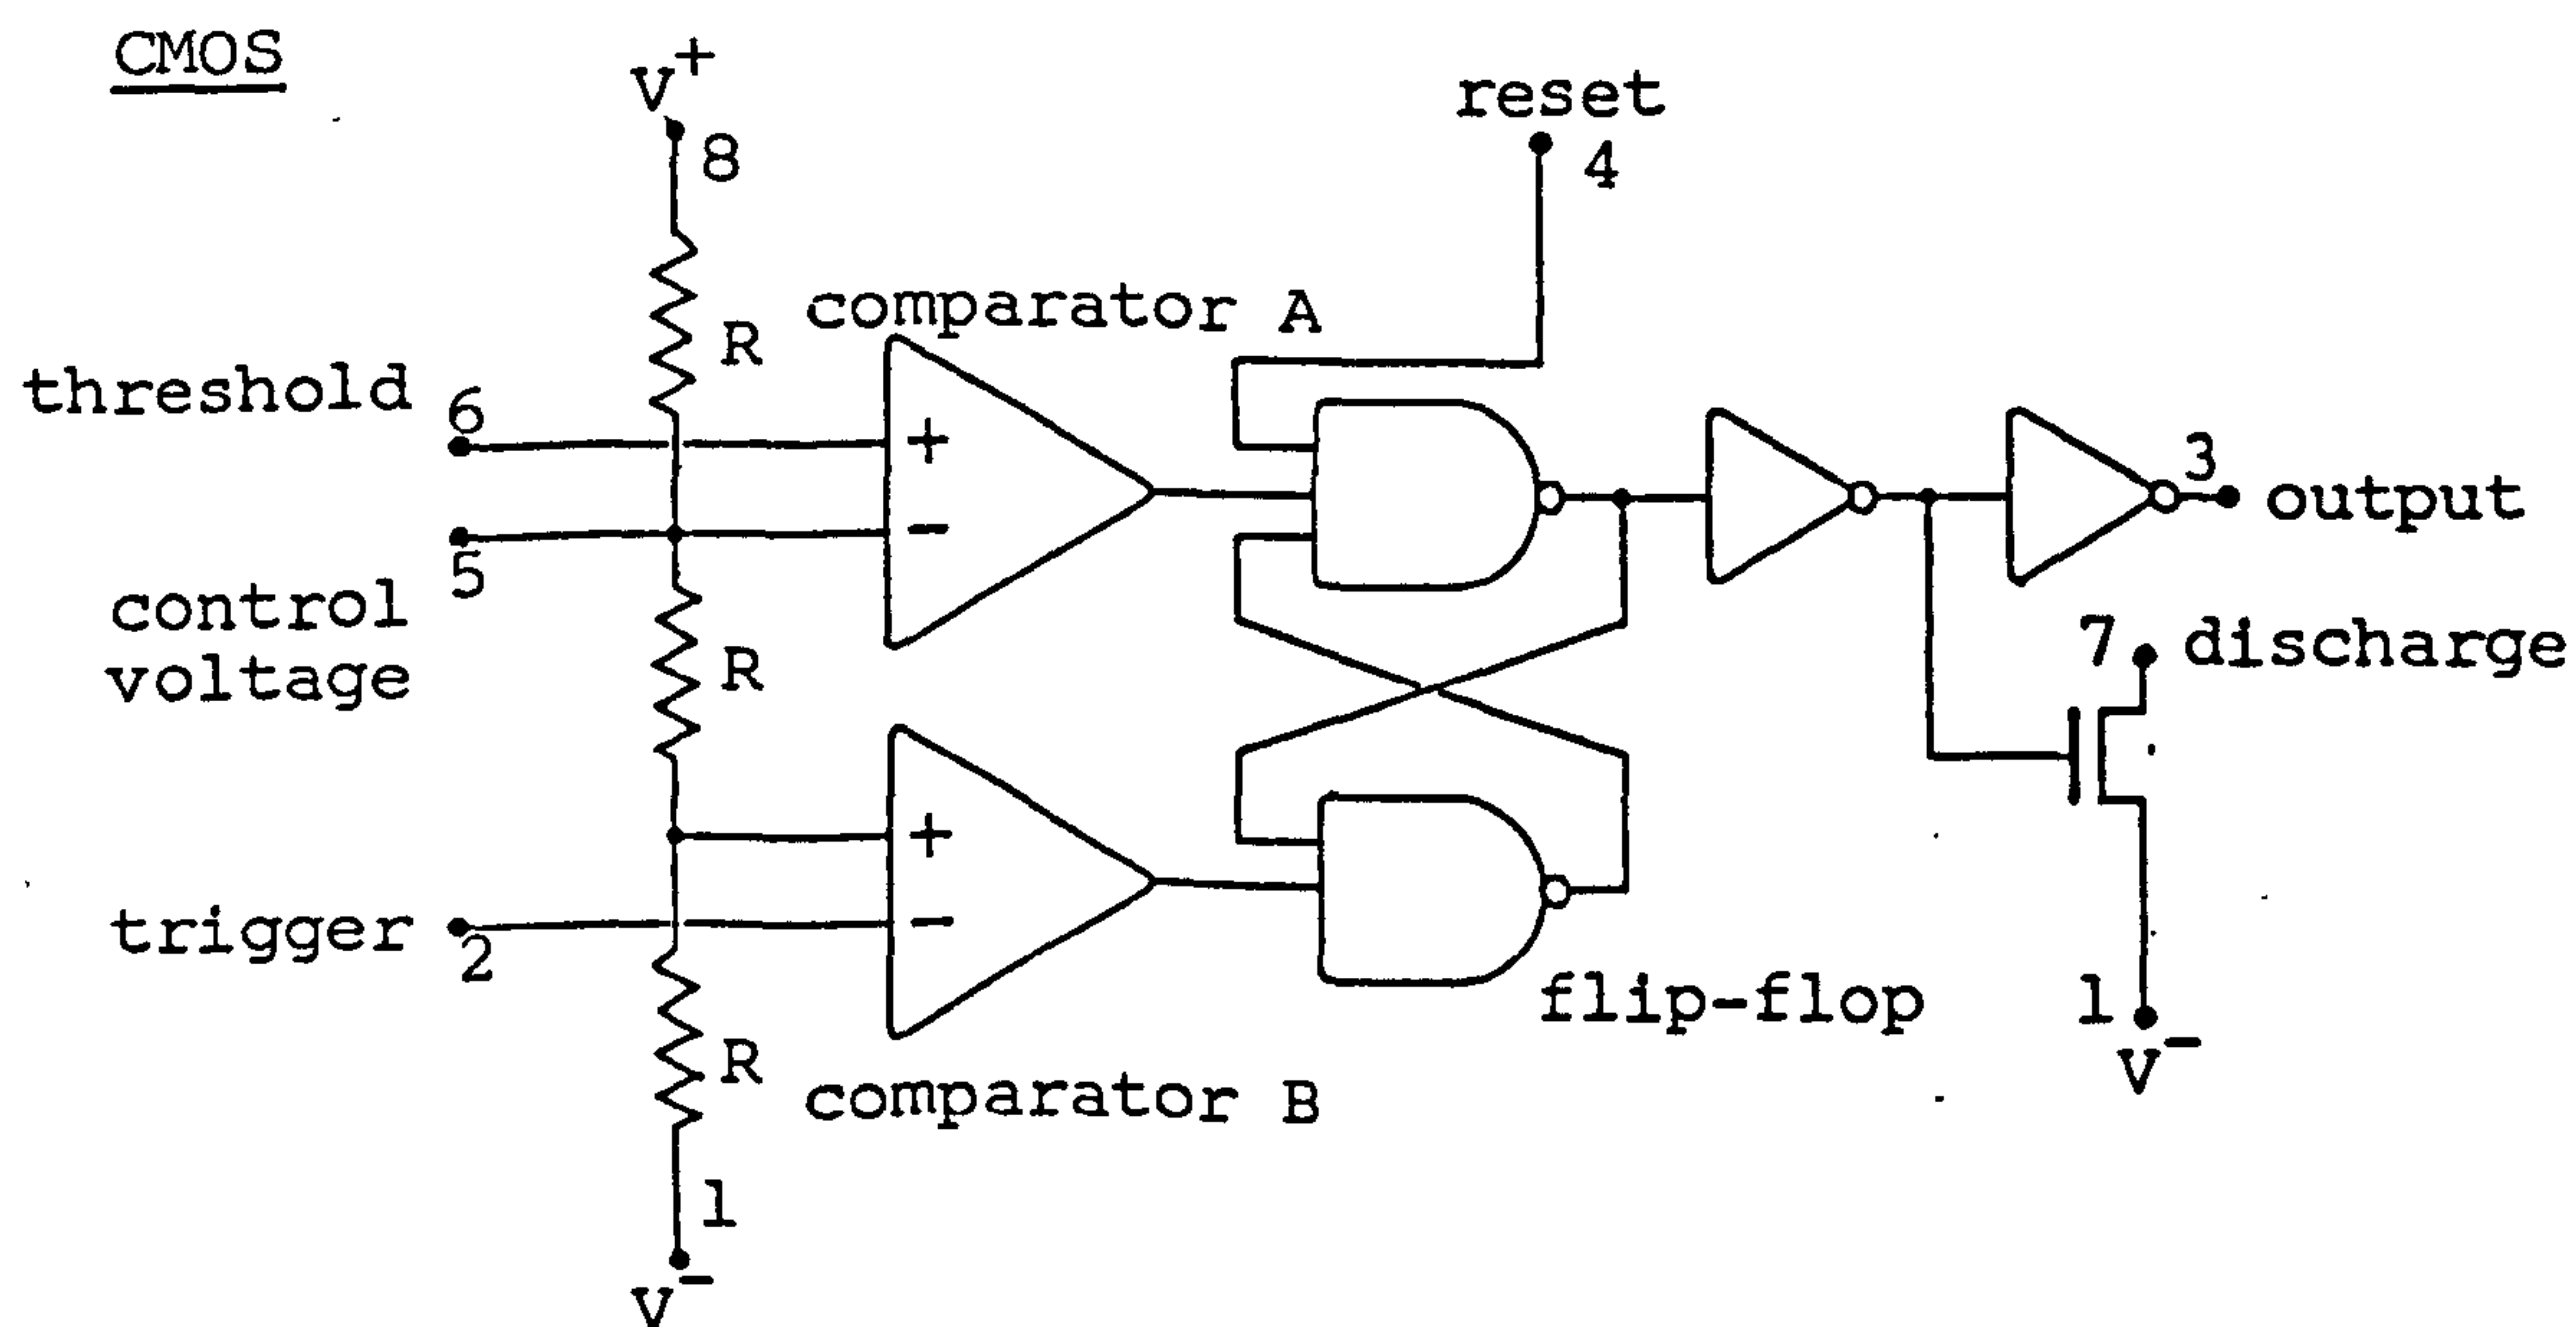 CMOS
V+
8
reset
4
comparator A
R
threshold
6
+
-
3
output
5
control
voltage
R
7 discharge
+
trigger
2
-
flip-flop
1
V-
R
comparator B
1
V-